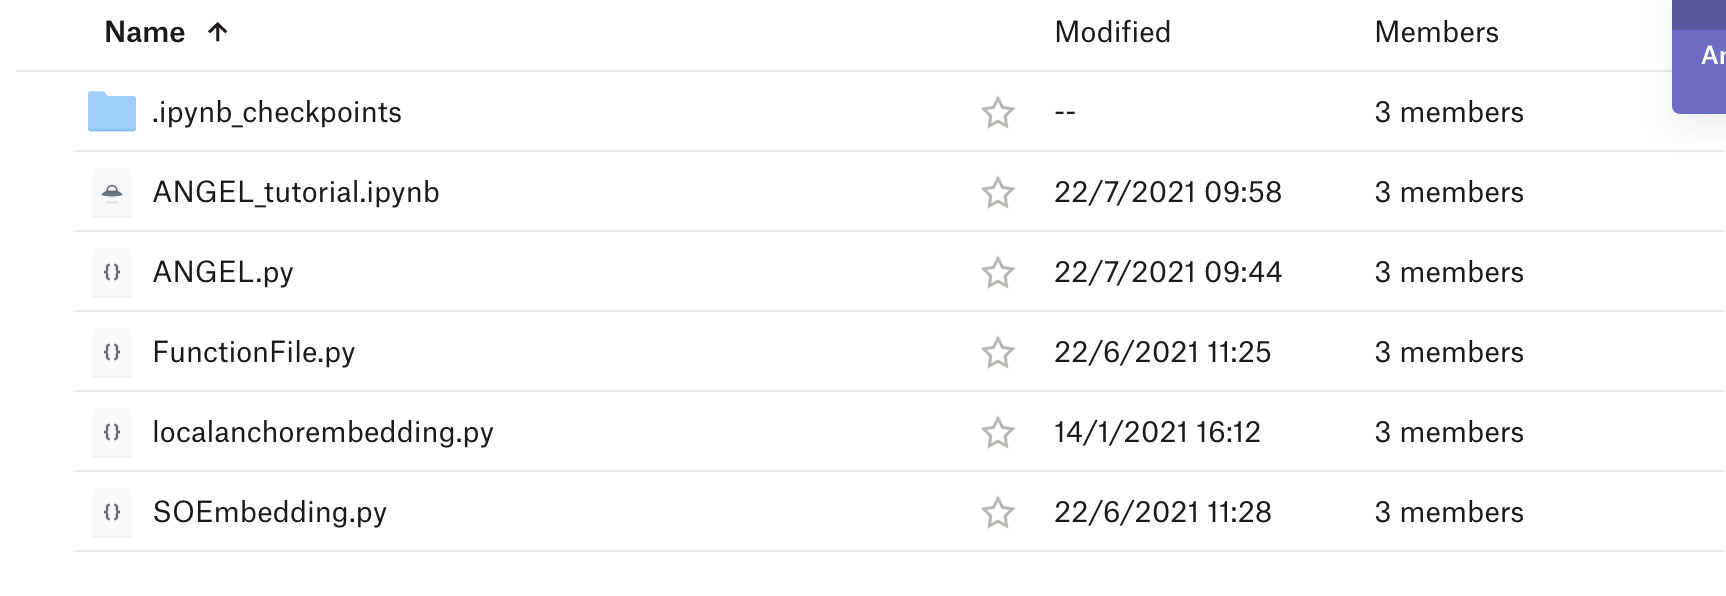 Name ↑ Modified Members
.ipynb_checkpoints -- 3 members
ANGEL_tutorial.ipynb 22/7/2021 09:58 3 members
{} ANGEL.py 22/7/2021 09:44 3 members
{} FunctionFile.py 22/6/2021 11:25 3 members
{} localanchorembedding.py 14/1/2021 16:12 3 members
{} SOEmbedding.py 22/6/2021 11:28 3 members